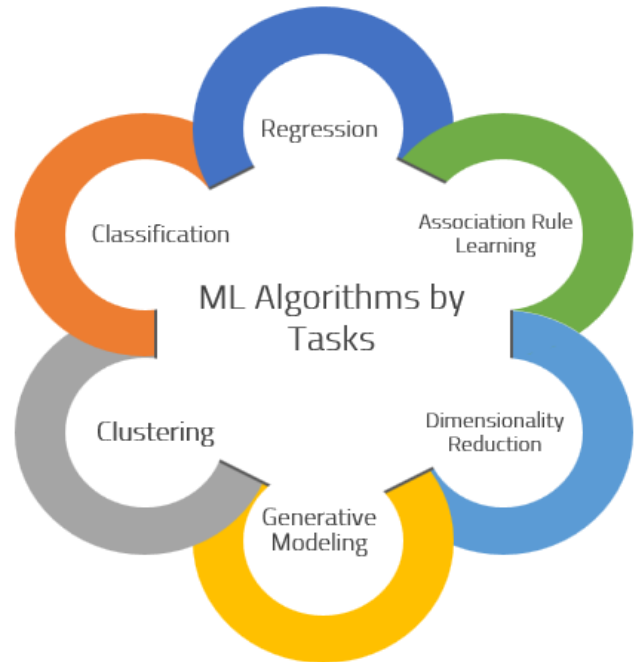 Regression
Classification
Association Rule
Learning
ML Algorithms by
Tasks
Clustering
Dimensionality
Reduction
Generative
Modeling